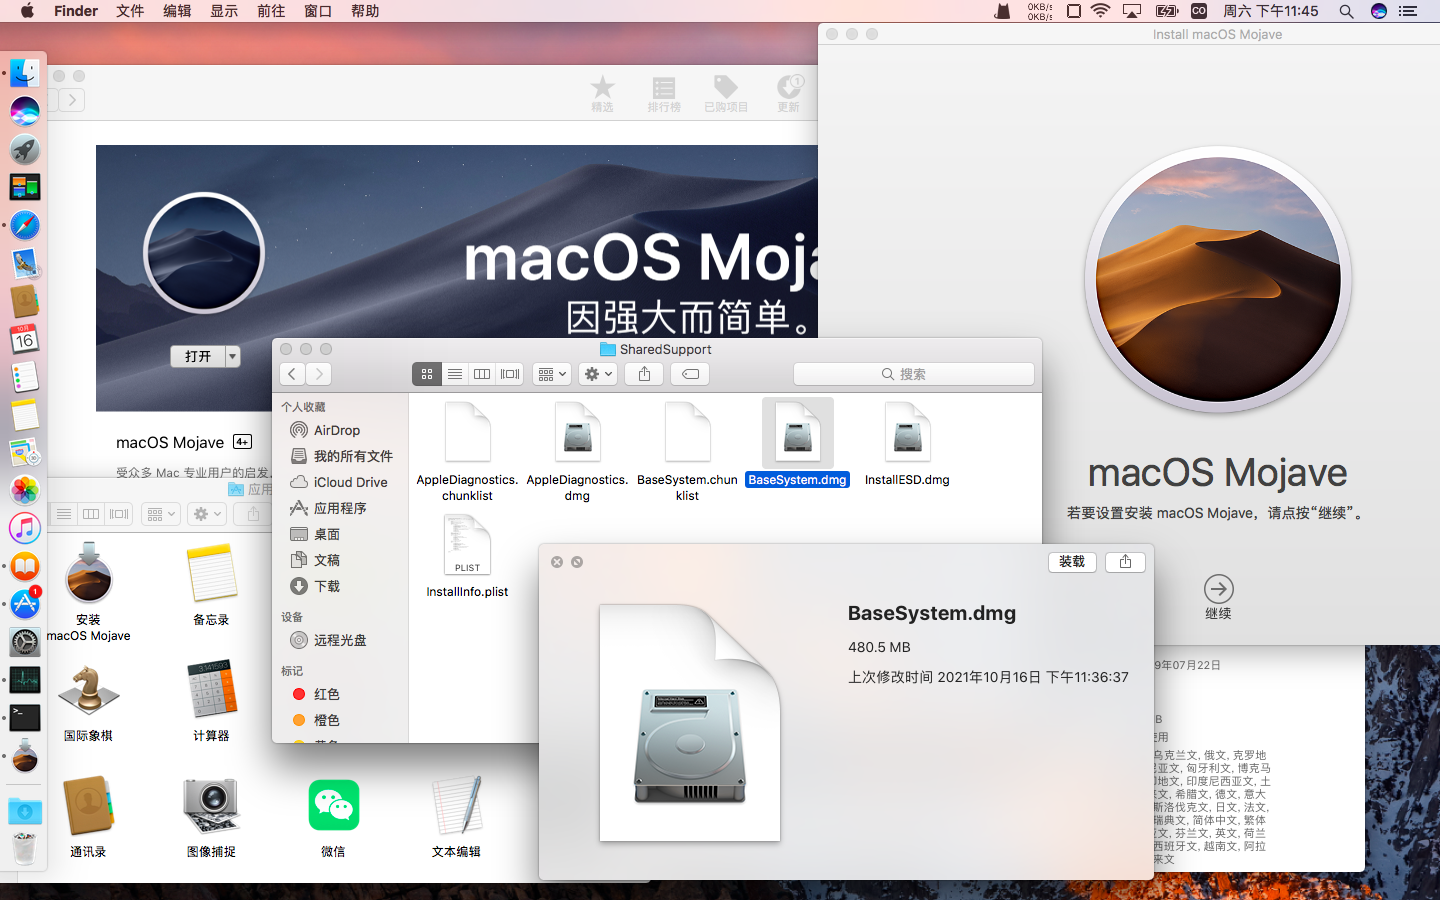 Finder 文件 编辑 显示 前往 窗口 帮助
0KB/s
0KB/s
CO
周六 下午11:45
精选
排行榜
已购项目
更新
1
macOS Moja
因强大而简单。
打开
macOS Mojave 4+
受众多 Mac 专业用户的启发,
应用
10月
16
1
安装
macOS Mojave
备忘录
国际象棋
计算器
通讯录
图像捕捉
微信
文本编辑
SharedSupport
搜索
个人收藏
AirDrop
我的所有文件
iCloud Drive
应用程序
桌面
文稿
下载
设备
远程光盘
标记
红色
橙色
黄色
AppleDiagnostics.
chunklist
AppleDiagnostics.
dmg
BaseSystem.chun
klist
BaseSystem.dmg
InstallESD.dmg
PLIST
InstallInfo.plist
装载
BaseSystem.dmg
480.5 MB
上次修改时间 2021年10月16日 下午11:36:37
Install macOS Mojave
macOS Mojave
若要设置安装 macOS Mojave，请点按“继续”。
继续
9年07月22日
B
使用
乌克兰文, 俄文, 克罗地
亚文, 匈牙利文, 博克马
印地文, 印度尼西亚文, 土
文, 希腊文, 德文, 意大
斯洛伐克文, 日文, 法文,
瑞典文, 简体中文, 繁体
文, 芬兰文, 英文, 荷兰
西班牙文, 越南文, 阿拉
来文